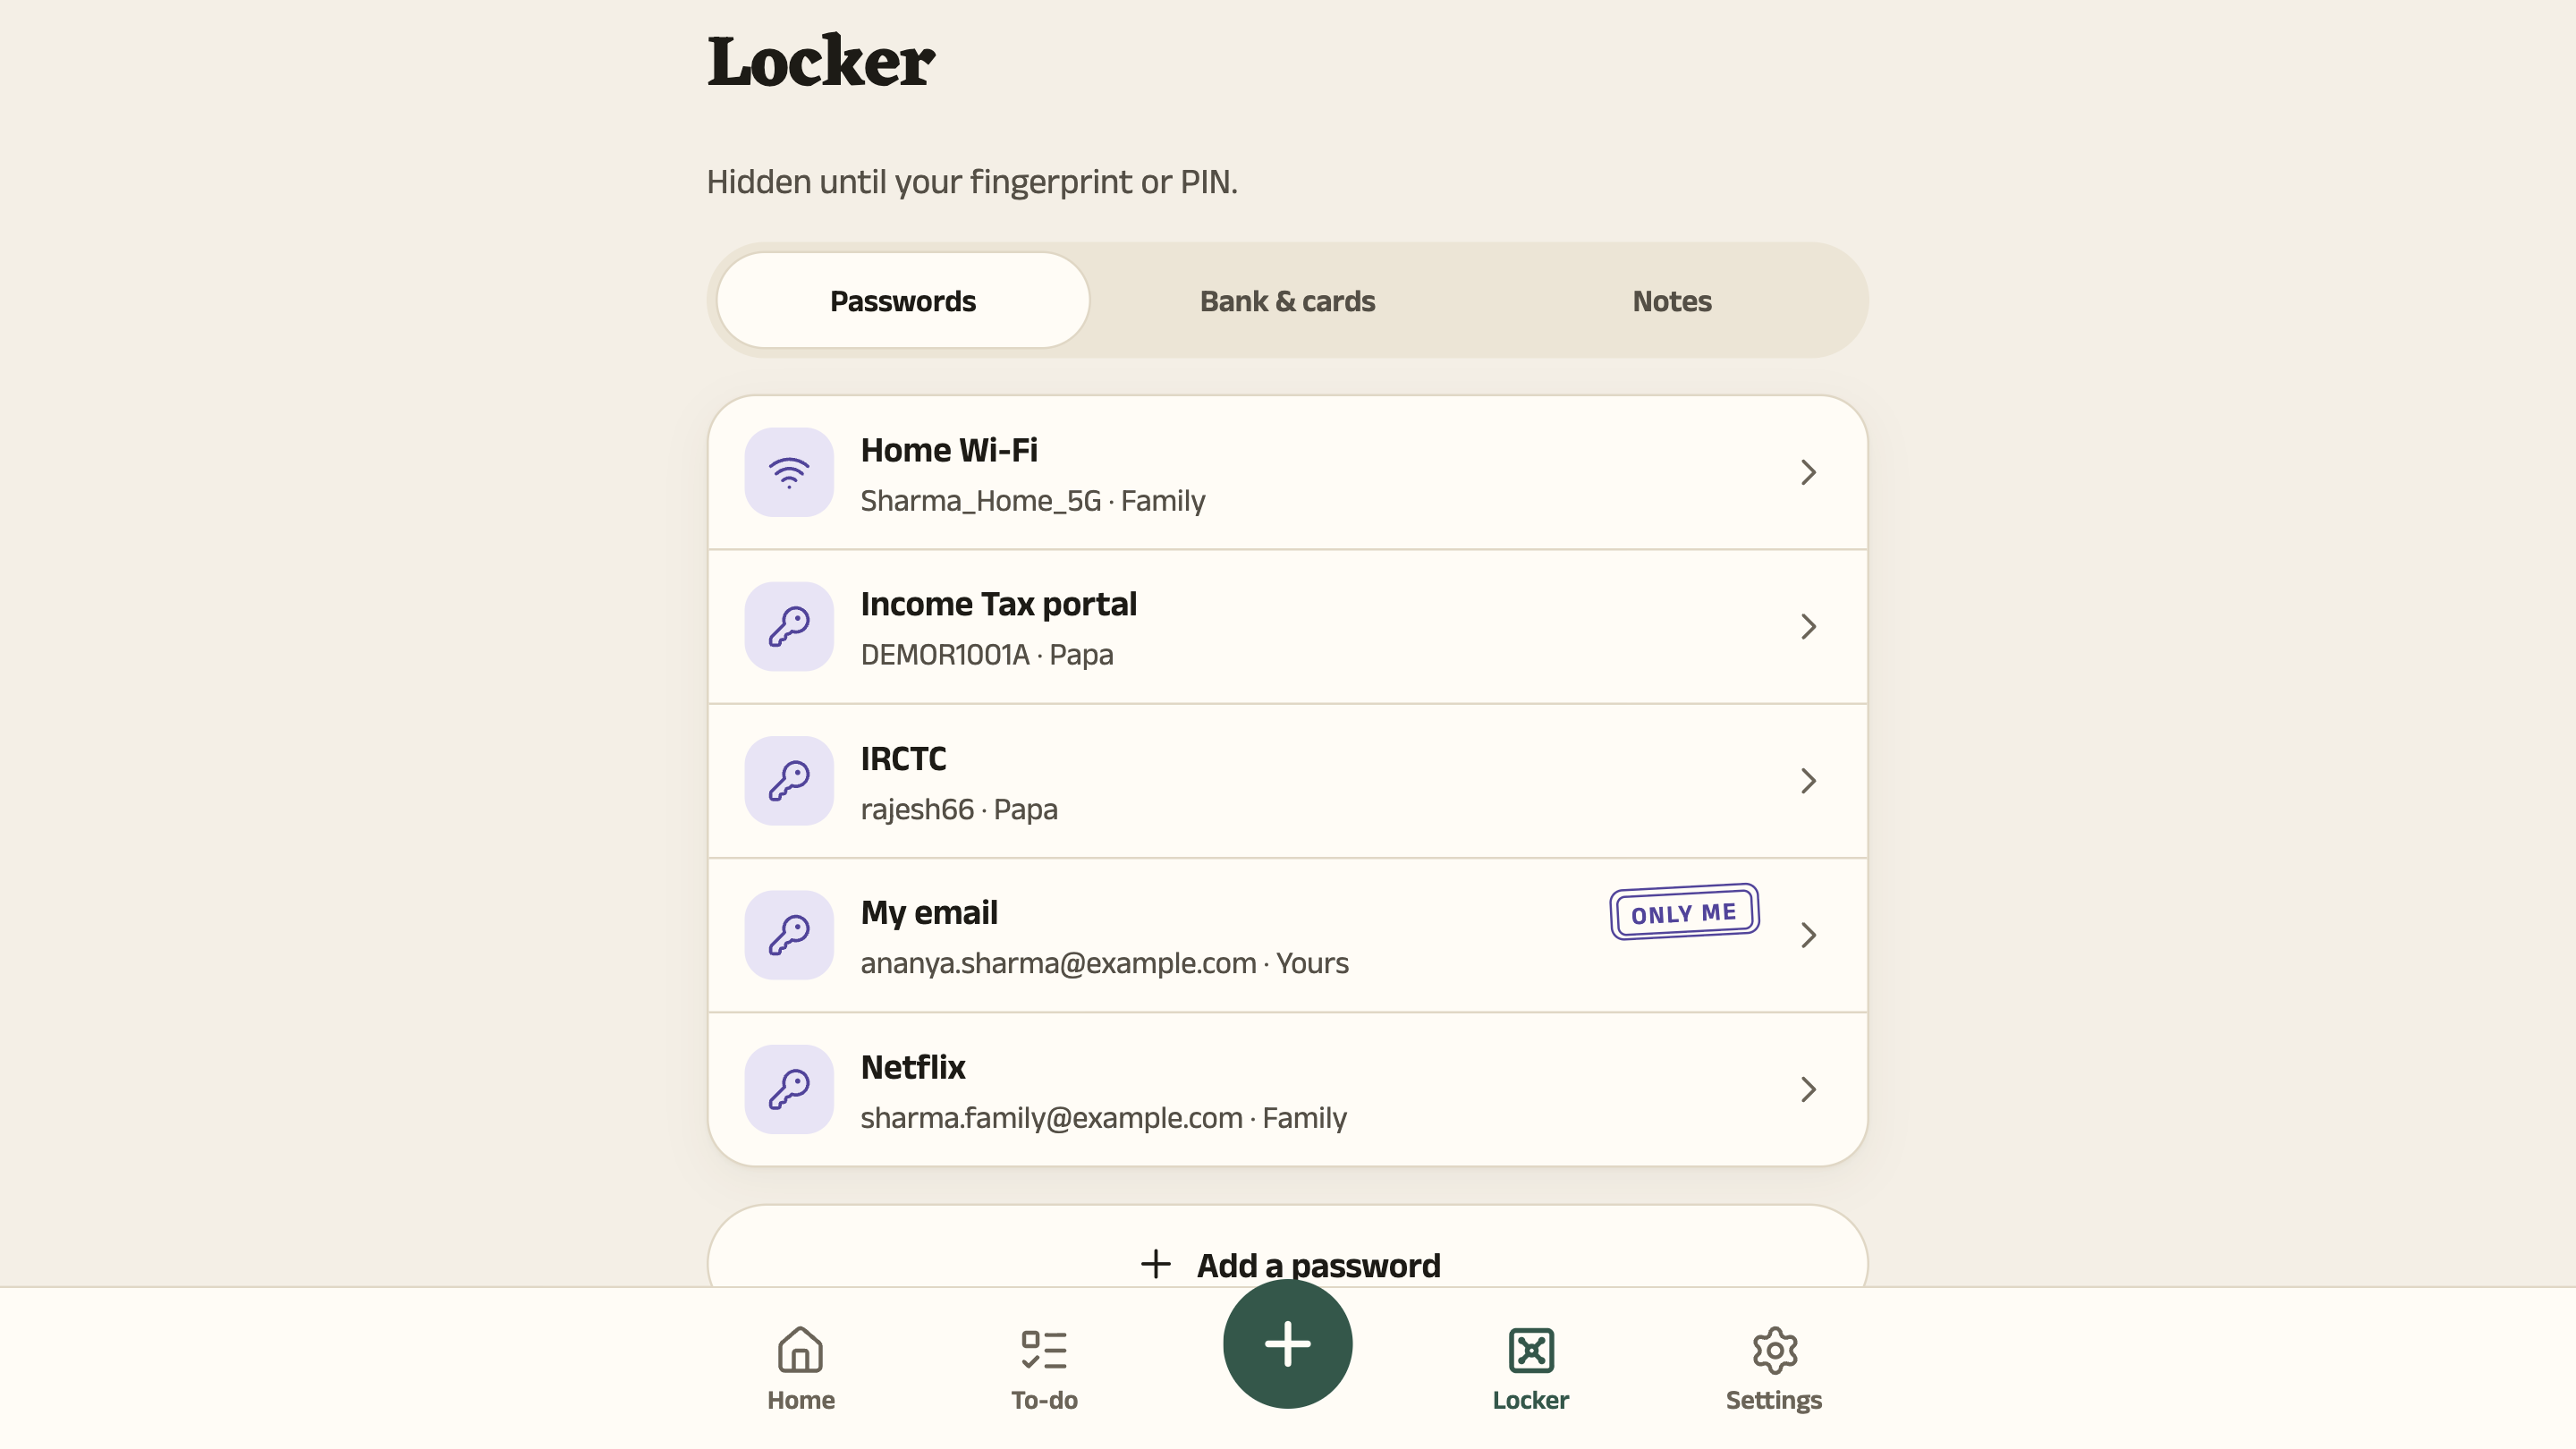 Locker
Hidden until your fingerprint or PIN.
Passwords
Bank & cards
Notes
Home Wi-Fi
Sharma_Home_5G · Family
Income Tax portal
DEMOR1001A · Papa
IRCTC
rajesh66 · Papa
My email
ONLY ME
ananya.sharma@example.com · Yours
Netflix
sharma.family@example.com · Family
Add a password
Home
To-do
Locker
Settings